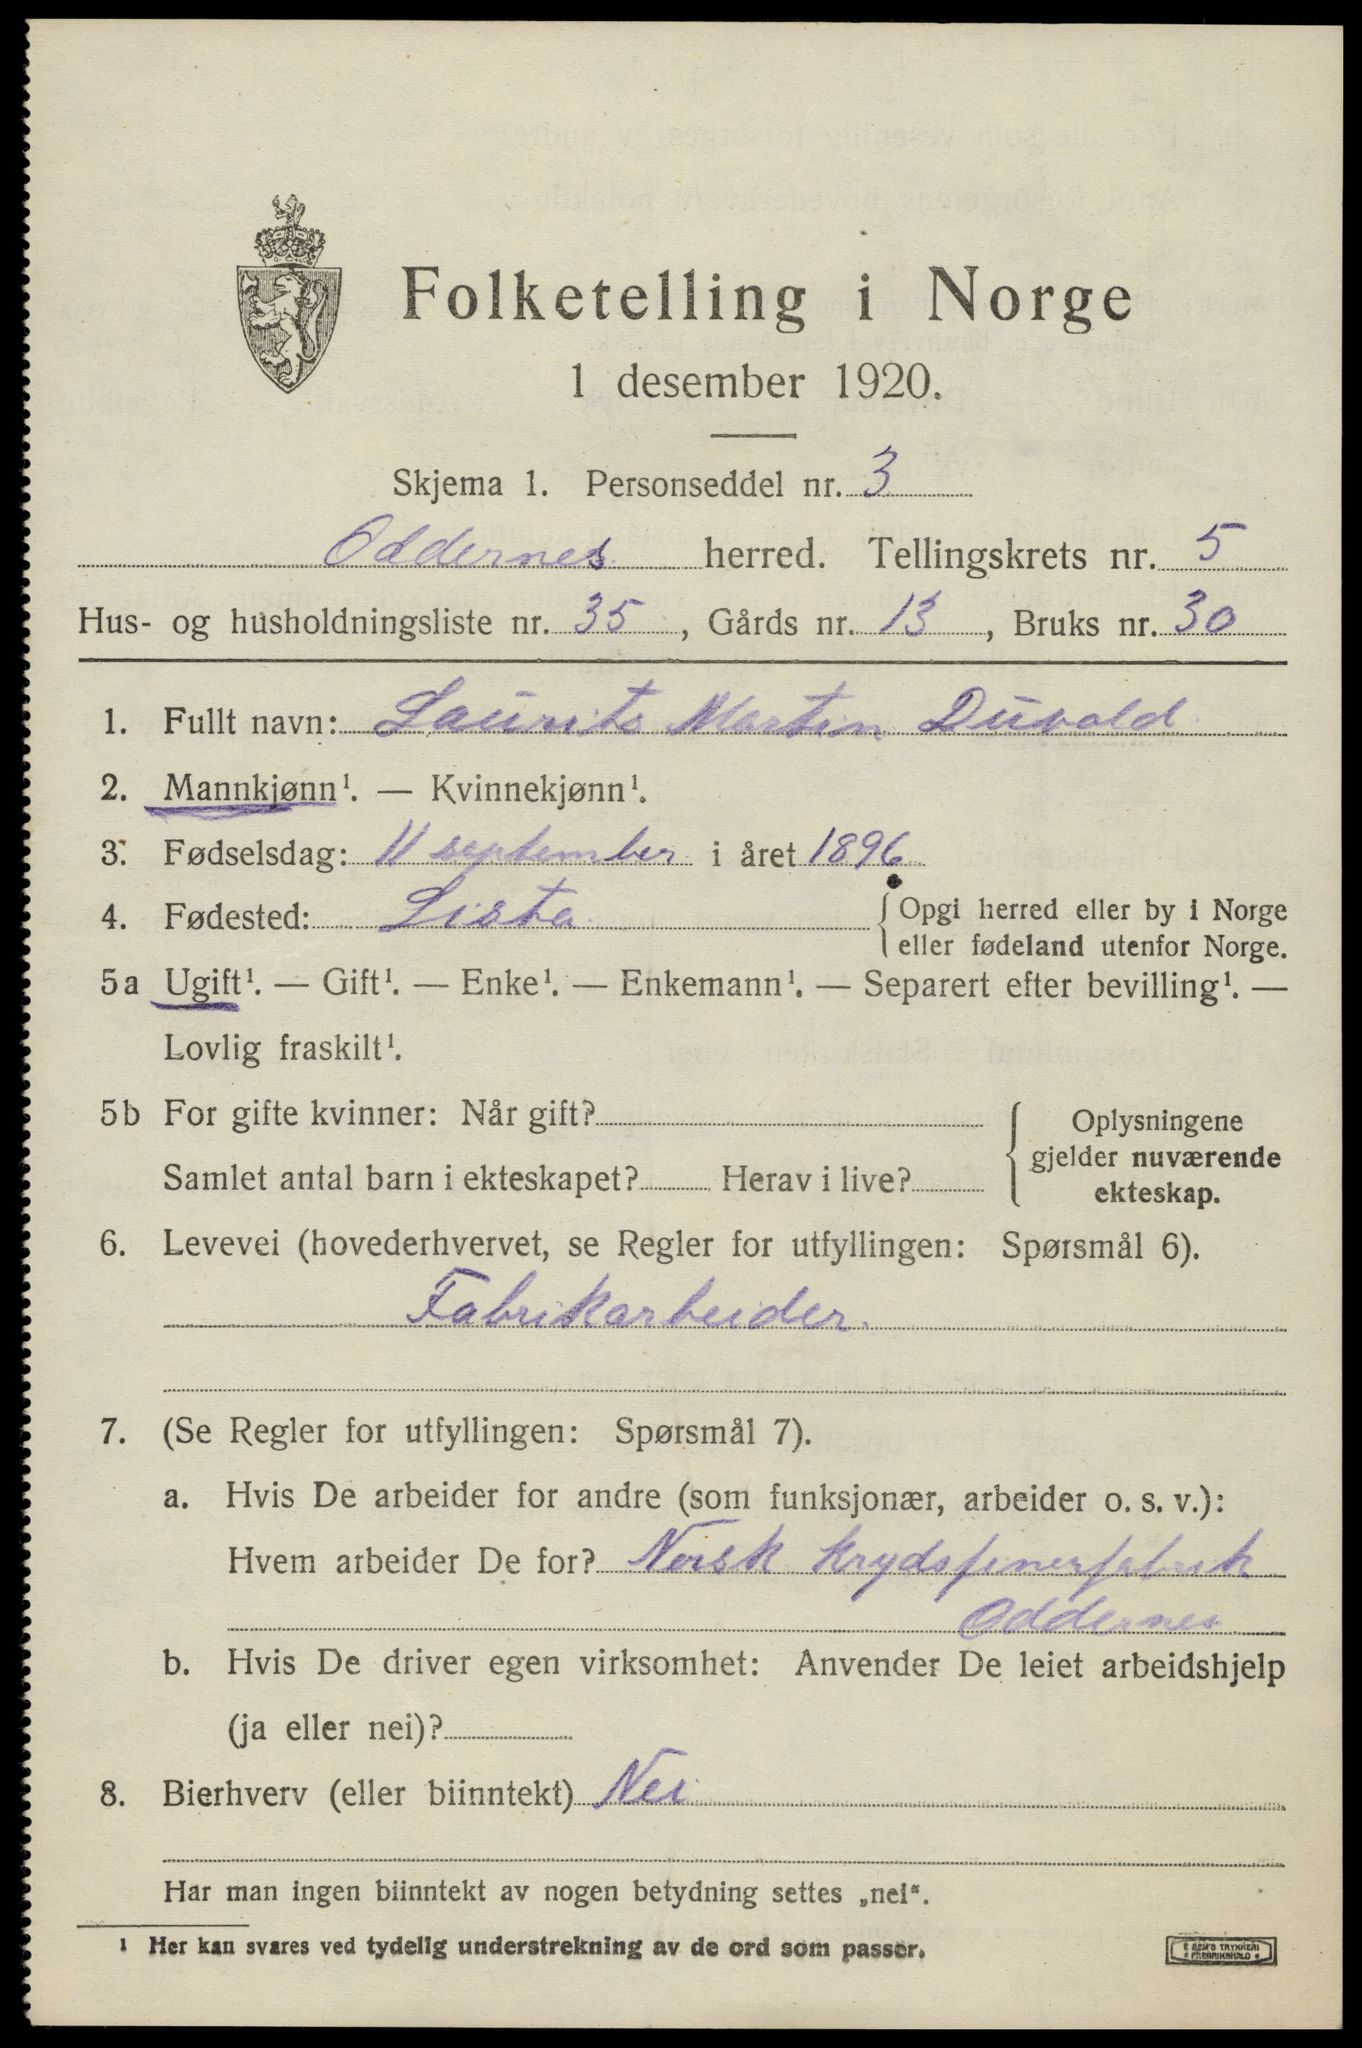 Folketelling i Norge
1 desember 1920.
Skjema 1. Personseddel nr. 3
Oddernes herred. Tellingskrets nr. 5
Hus- og husholdningsliste nr. 35, Gårds nr. 13, Bruks nr. 30
1. Fullt navn: Laurits Martin Duvold
2. Mannkjønn¹. — Kvinnekjønn¹.
3. Fødselsdag: 11 september i året 1896
4. Fødested: Lista {Opgi herred eller by i Norge
eller fødeland utenfor Norge.
5a Ugift¹. — Gift¹. — Enke¹. — Enkemann¹. — Separert efter bevilling¹. —
Lovlig fraskilt¹.
5b For gifte kvinner: Når gift? {Oplysningene
gjelder nuværende
Samlet antal barn i ekteskapet? Herav i live? ekteskap.
6. Levevei (hovederhvervet, se Regler for utfyllingen: Spørsmål 6).
Fabrikarbeider.
7. (Se Regler for utfyllingen: Spørsmål 7).
a. Hvis De arbeider for andre (som funksjonær, arbeider o. s. v.):
Hvem arbeider De for? Norsk krydsfinerfabrik
Oddernes
b. Hvis De driver egen virksomhet: Anvender De leiet arbeidshjelp
(ja eller nei)?
8. Bierhverv (eller biinntekt) Nei
Har man ingen biinntekt av nogen betydning settes „nei“.
¹ Her kan svares ved tydelig understrekning av de ord som passer.
E SEM'S TRYKKERI
FREDRIKSHALD